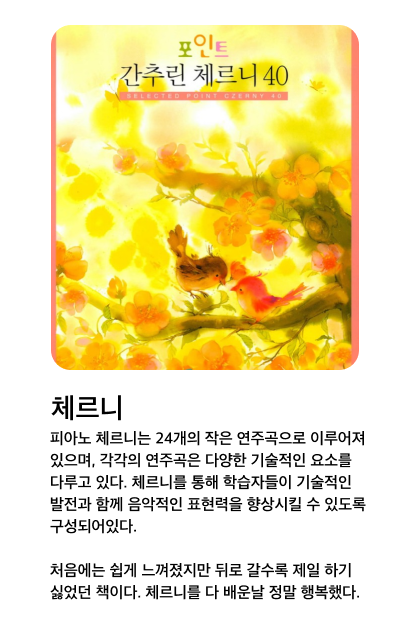 포인트
간추린 체르니 40
SELECTED POINT CZERNY 40
체르니
피아노 체르니는 24개의 작은 연주곡으로 이루어져
있으며, 각각의 연주곡은 다양한 기술적인 요소를
다루고 있다. 체르니를 통해 학습자들이 기술적인
발전과 함께 음악적인 표현력을 향상시킬 수 있도록
구성되어있다.
처음에는 쉽게 느껴졌지만 뒤로 갈수록 제일 하기
싫었던 책이다. 체르니를 다 배운날 정말 행복했다.